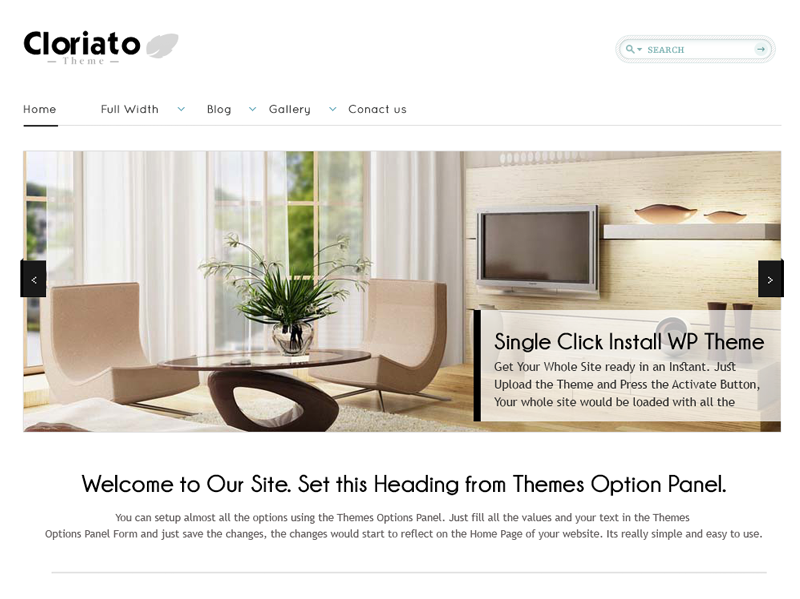 Cloriato
Theme
SEARCH
Home Full Width Blog Gallery Conact us
Single Click Install WP Theme
Get Your Whole Site ready in an Instant. Just
Upload the Theme and Press the Activate Button,
Your whole site would be loaded with all the
Welcome to Our Site. Set this Heading from Themes Option Panel.
You can setup almost all the options using the Themes Options Panel. Just fill all the values and your text in the Themes
Options Panel Form and just save the changes, the changes would start to reflect on the Home Page of your website. Its really simple and easy to use.